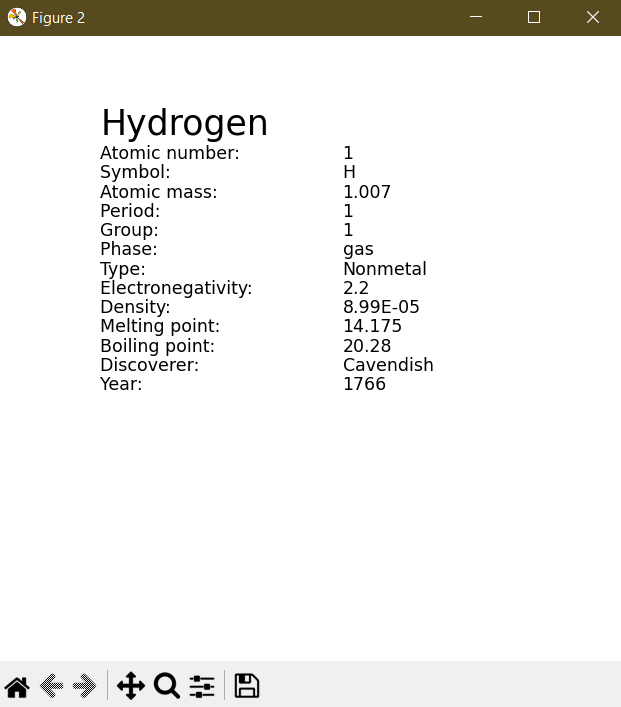 Figure 2
Hydrogen
Atomic number: 1
Symbol: H
Atomic mass: 1.007
Period: 1
Group: 1
Phase: gas
Type: Nonmetal
Electronegativity: 2.2
Density: 8.99E-05
Melting point: 14.175
Boiling point: 20.28
Discoverer: Cavendish
Year: 1766